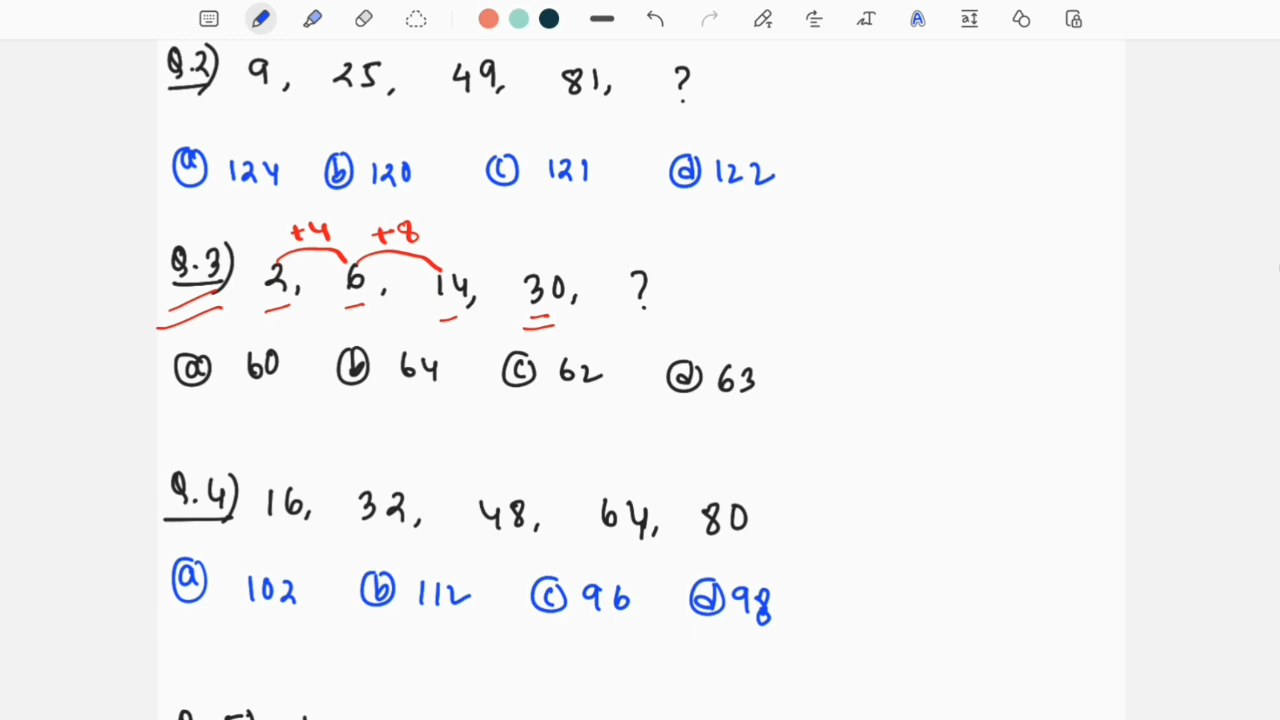 Q.2) 9, 25, 49, 81, ?
(a) 124 (b) 120 (c) 121 (d) 122
+4 +8
Q.3) 2, 6, 14, 30, ?
(a) 60 (b) 64 (c) 62 (d) 63
Q.4) 16, 32, 48, 64, 80
(a) 102 (b) 112 (c) 96 (d) 98